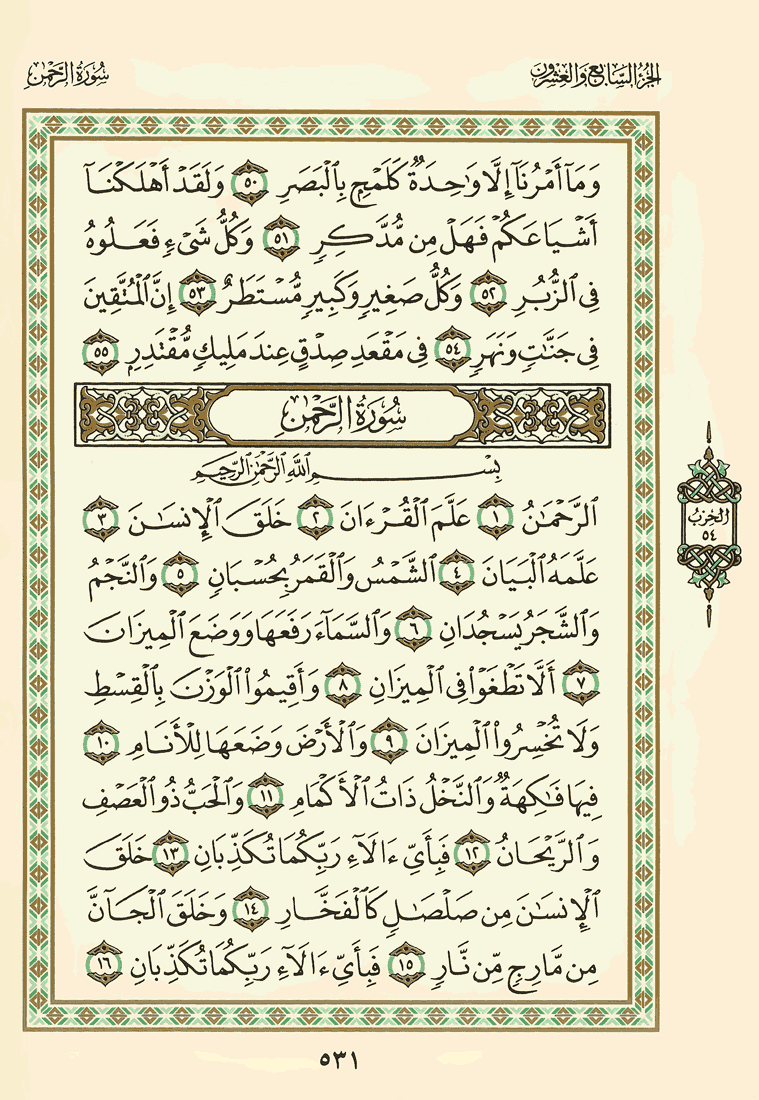 الجزء السابع والعشرون
سورة الرحمن
وَمَآ أَمْرُنَآ إِلَّا وَٰحِدَةٌ كَلَمْحٍۭ بِٱلْبَصَرِ ٥٠ وَلَقَدْ أَهْلَكْنَآ
أَشْيَاعَكُمْ فَهَلْ مِن مُّدَّكِرٍ ٥١ وَكُلُّ شَىْءٍ فَعَلُوهُ
فِى ٱلزُّبُرِ ٥٢ وَكُلُّ صَغِيرٍ وَكَبِيرٍ مُّسْتَطَرٌ ٥٣ إِنَّ ٱلْمُتَّقِينَ
فِى جَنَّٰتٍ وَنَهَرٍ ٥٤ فِى مَقْعَدِ صِدْقٍ عِندَ مَلِيكٍ مُّقْتَدِرٍۭ ٥٥
سُورَةُ الرَّحْمَٰن
بِسْمِ ٱللَّهِ ٱلرَّحْمَٰنِ ٱلرَّحِيمِ
ٱلرَّحْمَٰنُ ١ عَلَّمَ ٱلْقُرْءَانَ ٢ خَلَقَ ٱلْإِنسَٰنَ ٣
عَلَّمَهُ ٱلْبَيَانَ ٤ ٱلشَّمْسُ وَٱلْقَمَرُ بِحُسْبَانٍ ٥ وَٱلنَّجْمُ
وَٱلشَّجَرُ يَسْجُدَانِ ٦ وَٱلسَّمَآءَ رَفَعَهَا وَوَضَعَ ٱلْمِيزَانَ
٧ أَلَّا تَطْغَوْا۟ فِى ٱلْمِيزَانِ ٨ وَأَقِيمُوا۟ ٱلْوَزْنَ بِٱلْقِسْطِ
وَلَا تُخْسِرُوا۟ ٱلْمِيزَانَ ٩ وَٱلْأَرْضَ وَضَعَهَا لِلْأَنَامِ ١٠
فِيهَا فَٰكِهَةٌ وَٱلنَّخْلُ ذَاتُ ٱلْأَكْمَامِ ١١ وَٱلْحَبُّ ذُو ٱلْعَصْفِ
وَٱلرَّيْحَانُ ١٢ فَبِأَىِّ ءَالَآءِ رَبِّكُمَا تُكَذِّبَانِ ١٣ خَلَقَ
ٱلْإِنسَٰنَ مِن صَلْصَٰلٍ كَٱلْفَخَّارِ ١٤ وَخَلَقَ ٱلْجَآنَّ
مِن مَّارِجٍ مِّن نَّارٍ ١٥ فَبِأَىِّ ءَالَآءِ رَبِّكُمَا تُكَذِّبَانِ ١٦
الحزب
٥٤
٥٣١